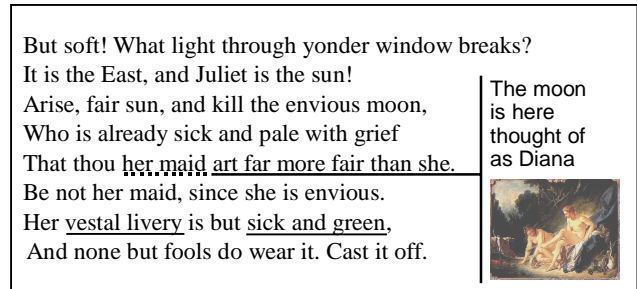 But soft! What light through yonder window breaks?
It is the East, and Juliet is the sun!
Arise, fair sun, and kill the envious moon,
Who is already sick and pale with grief
That thou her maid art far more fair than she.
Be not her maid, since she is envious.
Her vestal livery is but sick and green,
And none but fools do wear it. Cast it off.
The moon
is here
thought of
as Diana